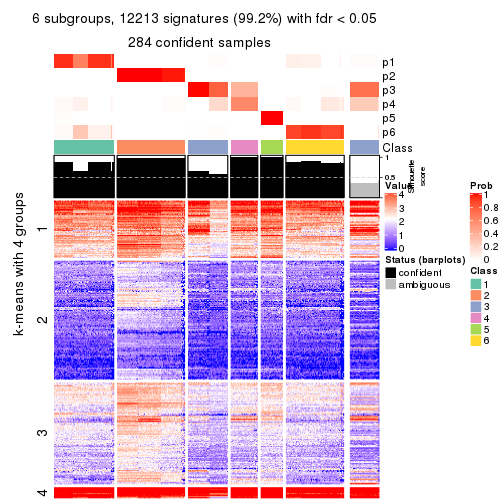 6 subgroups, 12213 signatures (99.2%) with fdr < 0.05
284 confident samples
p1
p2
p3
p4
p5
p6
Class
1
0.5
0
Silhouette
score
k-means with 4 groups
1
2
3
4
Value
4
3
2
1
0
Status (barplots)
confident
ambiguous
Prob
1
0.8
0.6
0.4
0.2
0
Class
1
2
3
4
5
6